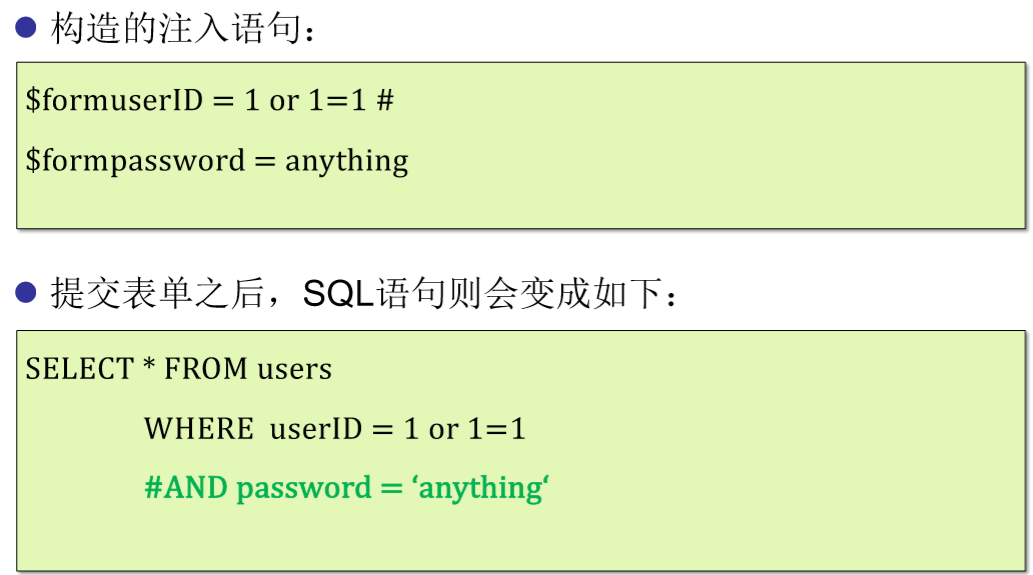 构造的注入语句：
$formuserID = 1 or 1=1 #
$formpassword = anything
提交表单之后，SQL语句则会变成如下：
SELECT * FROM users
WHERE  userID = 1 or 1=1
#AND password = ‘anything‘